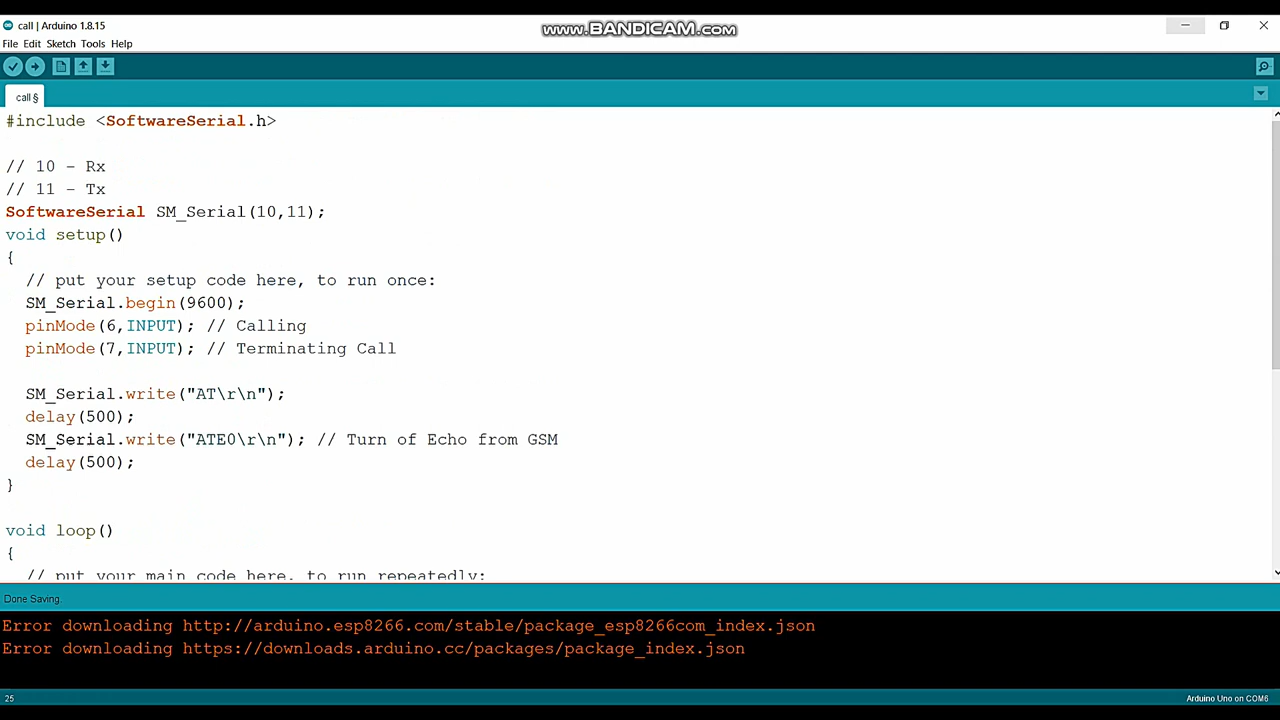 call | Arduino 1.8.15
www.BANDICAM.com
File Edit Sketch Tools Help
call §
#include <SoftwareSerial.h>
// 10 - Rx
// 11 - Tx
SoftwareSerial SM_Serial(10,11);
void setup()
{
// put your setup code here, to run once:
SM_Serial.begin(9600);
pinMode(6,INPUT); // Calling
pinMode(7,INPUT); // Terminating Call
SM_Serial.write("AT\r\n");
delay(500);
SM_Serial.write("ATE0\r\n"); // Turn of Echo from GSM
delay(500);
}
void loop()
{
// put your main code here, to run repeatedly:
Done Saving.
Error downloading http://arduino.esp8266.com/stable/package_esp8266com_index.json
Error downloading https://downloads.arduino.cc/packages/package_index.json
25
Arduino Uno on COM6